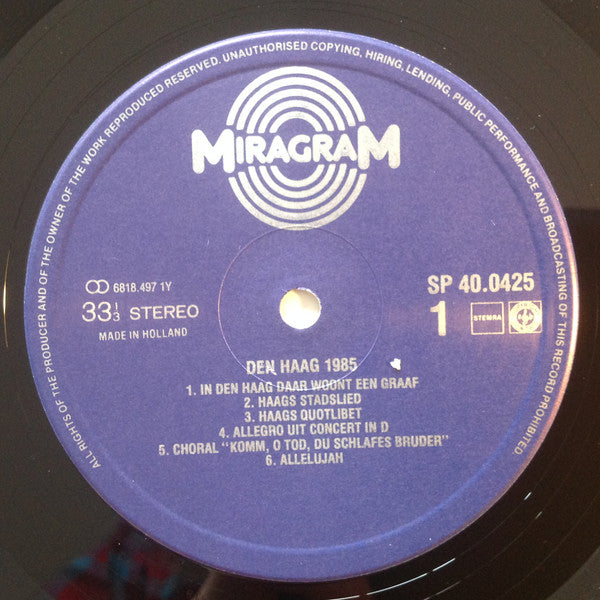 ALL RIGHTS OF THE PRODUCER AND OF THE OWNER OF THE WORK REPRODUCED RESERVED. UNAUTHORISED COPYING, HIRING, LENDING, PUBLIC PERFORMANCE AND BROADCASTING OF THIS RECORD PROHIBITED.
MIRAGRAM
6818.497 1Y
33 1/3 STEREO
MADE IN HOLLAND
SP 40.0425
1
STEMRA
DEN HAAG 1985
1. IN DEN HAAG DAAR WOONT EEN GRAAF
2. HAAGS STADSLIED
3. HAAGS QUOTLIBET
4. ALLEGRO UIT CONCERT IN D
5. CHORAL "KOMM, O TOD, DU SCHLAFES BRUDER"
6. ALLELUJAH